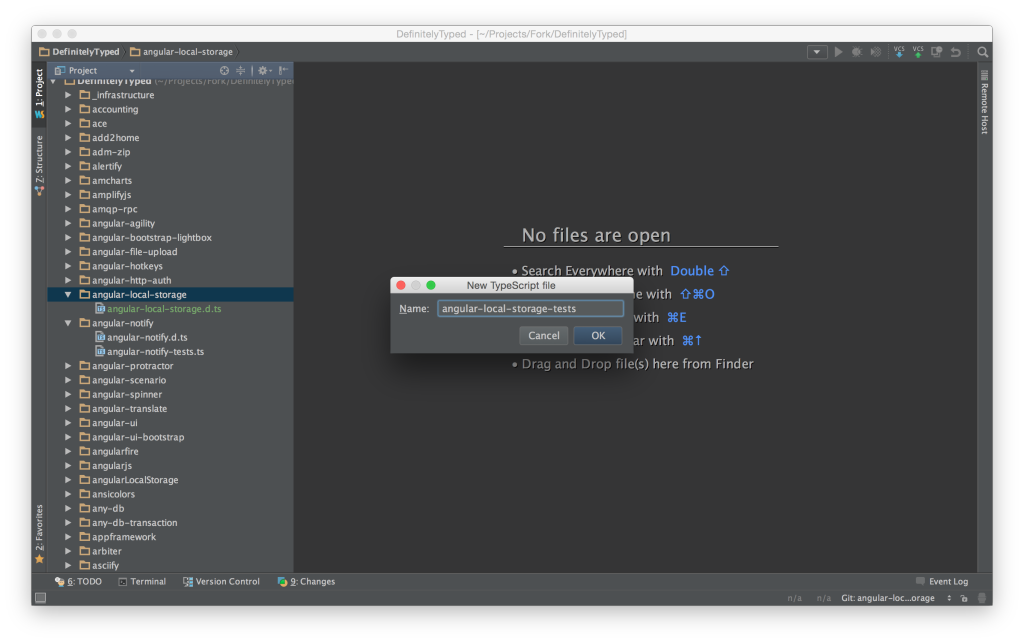 DefinitelyTyped - [~/Projects/Fork/DefinitelyTyped]
DefinitelyTyped
angular-local-storage
Project
DefinitelyTyped (~/Projects/Fork/DefinitelyTyped
_infrastructure
accounting
ace
add2home
adm-zip
alertify
amcharts
amplifyjs
amqp-rpc
angular-agility
angular-bootstrap-lightbox
angular-file-upload
angular-hotkeys
angular-http-auth
angular-local-storage
angular-local-storage.d.ts
angular-notify
angular-notify.d.ts
angular-notify-tests.ts
angular-protractor
angular-scenario
angular-spinner
angular-translate
angular-ui
angular-ui-bootstrap
angularfire
angularjs
angularLocalStorage
ansicolors
any-db
any-db-transaction
appframework
arbiter
asciify
1: Project
Z: Structure
2: Favorites
No files are open
• Search Everywhere with Double ⇧
with ⇧⌘O
with ⌘E
with ⌘↑
• Drag and Drop file(s) here from Finder
New TypeScript file
Name: angular-local-storage-tests
Cancel
OK
VCS
VCS
Remote Host
6: TODO
Terminal
Version Control
9: Changes
Event Log
n/a
n/a
Git: angular-loc...orage